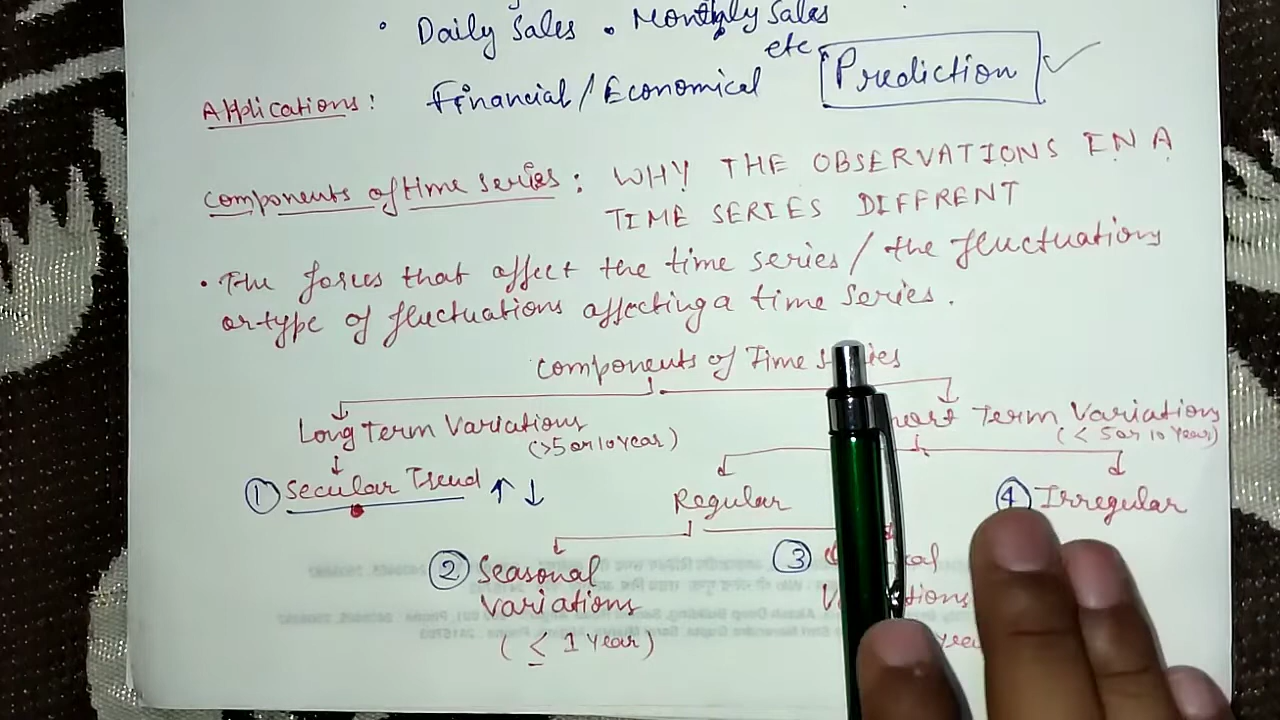 • Daily Sales • Monthly Sales
etc
Applications: Financial/Economical Prediction
Components of time series: WHY THE OBSERVATIONS IN A
TIME SERIES DIFFRENT
• The forces that affect the time series/the fluctuations
or type of fluctuations affecting a time series.
Components of Time
Long Term Variations
(>5 or 10 year)
Term Variations
(< 5 or 10 Year)
① Secular Trend ↑ ↓
Regular
④ Irregular
② Seasonal
Variations
(≤ 1 Year)
③